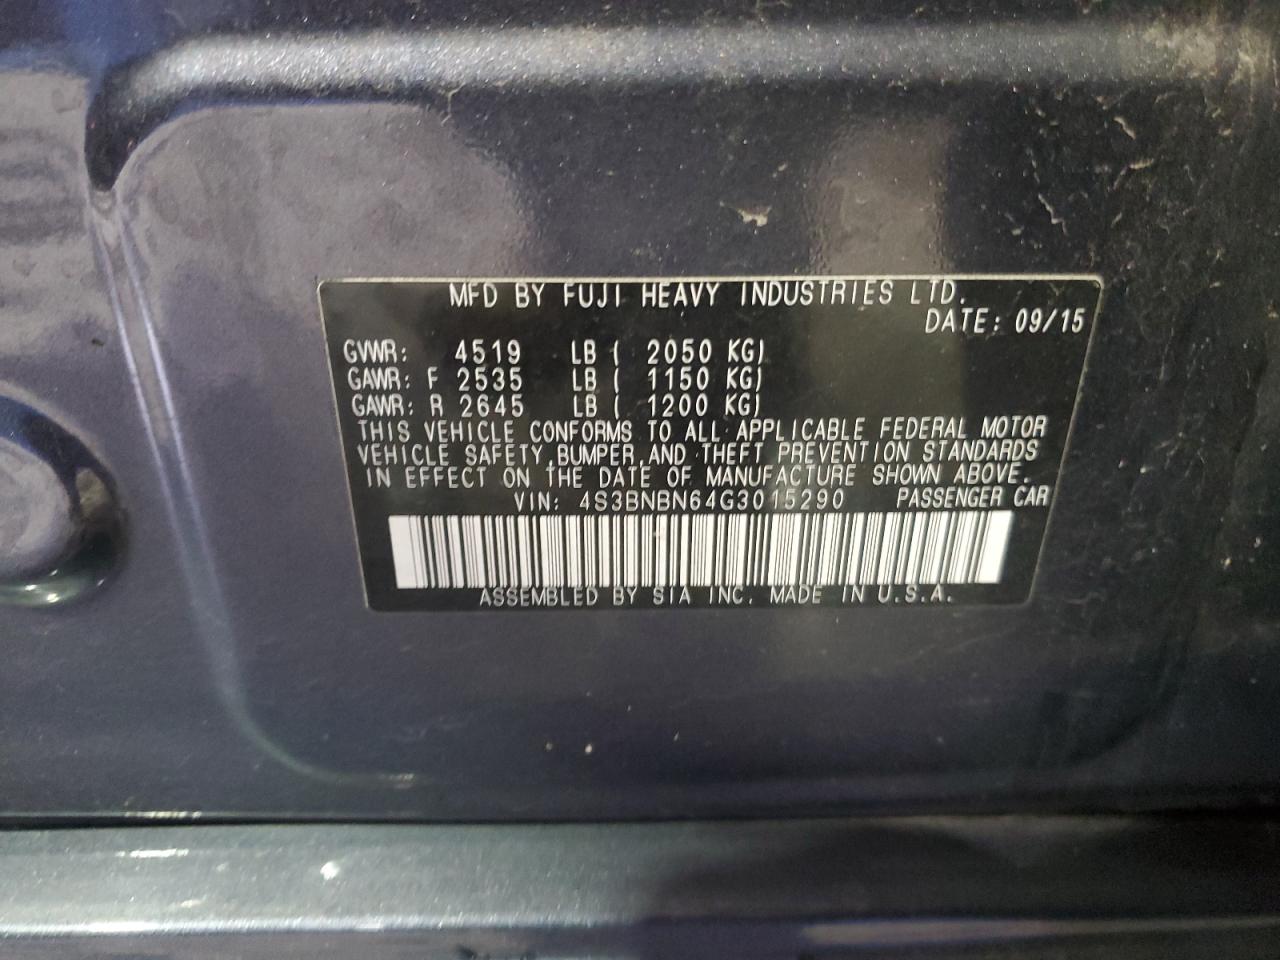 MFD BY FUJI HEAVY INDUSTRIES LTD.
DATE: 09/15
GVWR: 4519 LB ( 2050 KG)
GAWR: F 2535 LB ( 1150 KG)
GAWR: R 2645 LB ( 1200 KG)
THIS VEHICLE CONFORMS TO ALL APPLICABLE FEDERAL MOTOR
VEHICLE SAFETY, BUMPER, AND THEFT PREVENTION STANDARDS
IN EFFECT ON THE DATE OF MANUFACTURE SHOWN ABOVE.
VIN: 4S3BNBN64G3015290 PASSENGER CAR
ASSEMBLED BY SIA INC. MADE IN U.S.A.